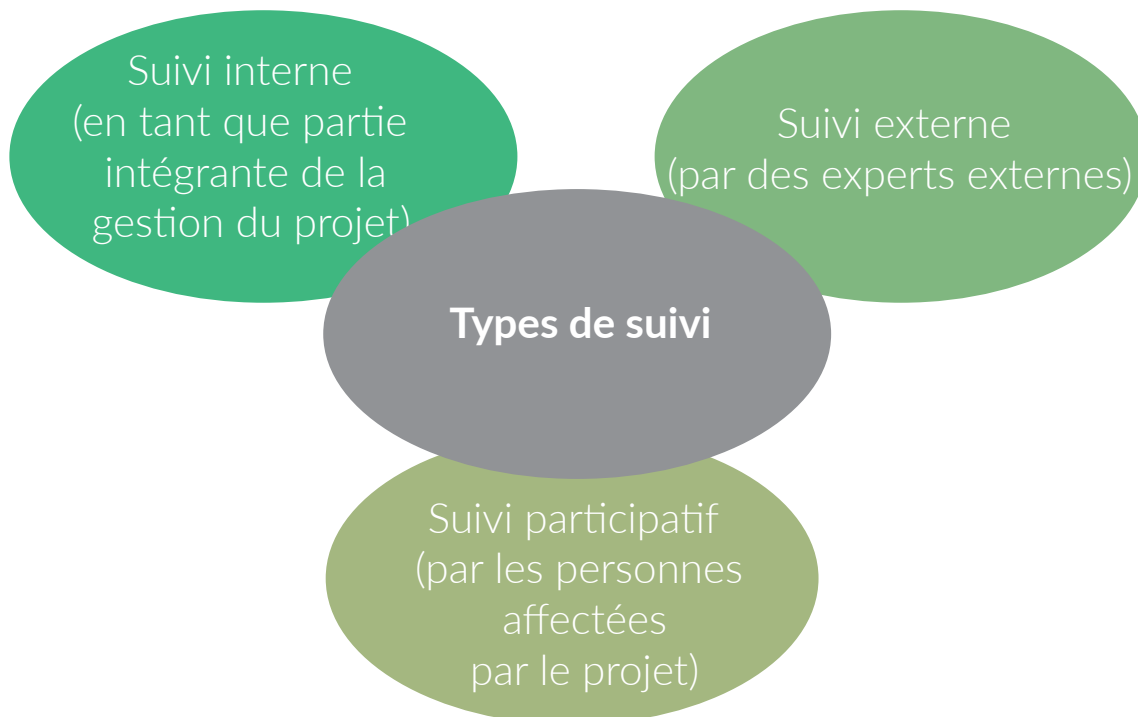 Suivi interne
(en tant que partie
intégrante de la
gestion du projet)
Suivi externe
(par des experts externes)
Types de suivi
Suivi participatif
(par les personnes
affectées
par le projet)